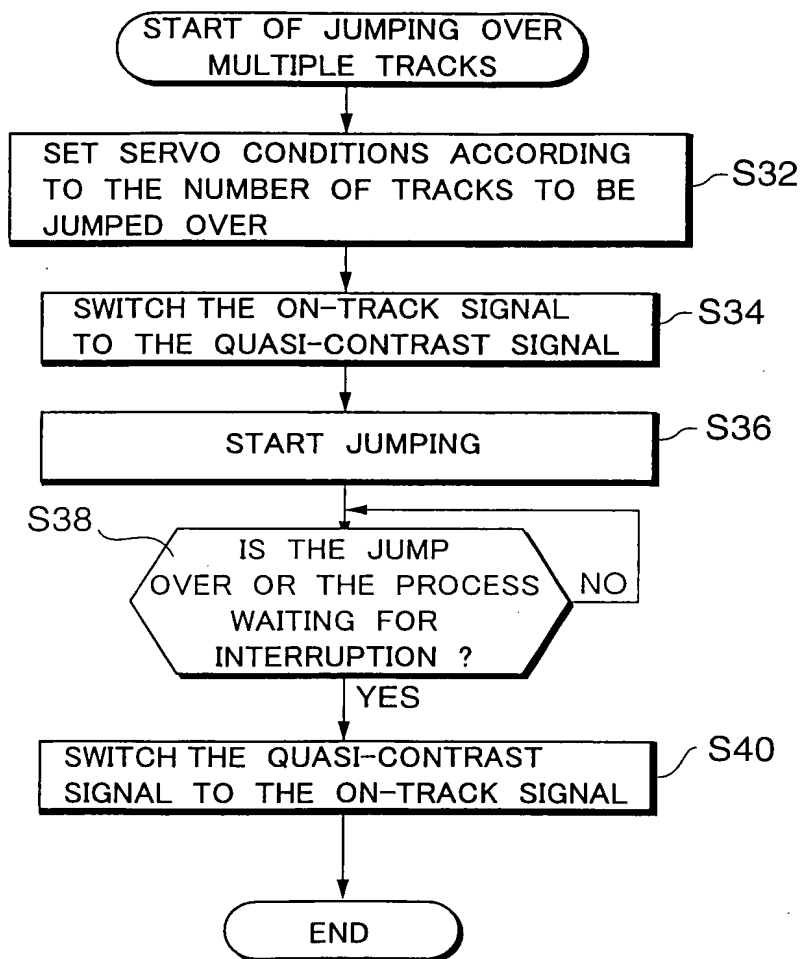 START OF JUMPING OVER
MULTIPLE TRACKS
SET SERVO CONDITIONS ACCORDING
TO THE NUMBER OF TRACKS TO BE
JUMPED OVER
S32
SWITCH THE ON-TRACK SIGNAL
TO THE QUASI-CONTRAST SIGNAL
S34
START JUMPING
S36
S38
IS THE JUMP
OVER OR THE PROCESS
WAITING FOR
INTERRUPTION ?
NO
YES
SWITCH THE QUASI-CONTRAST
SIGNAL TO THE ON-TRACK SIGNAL
S40
END